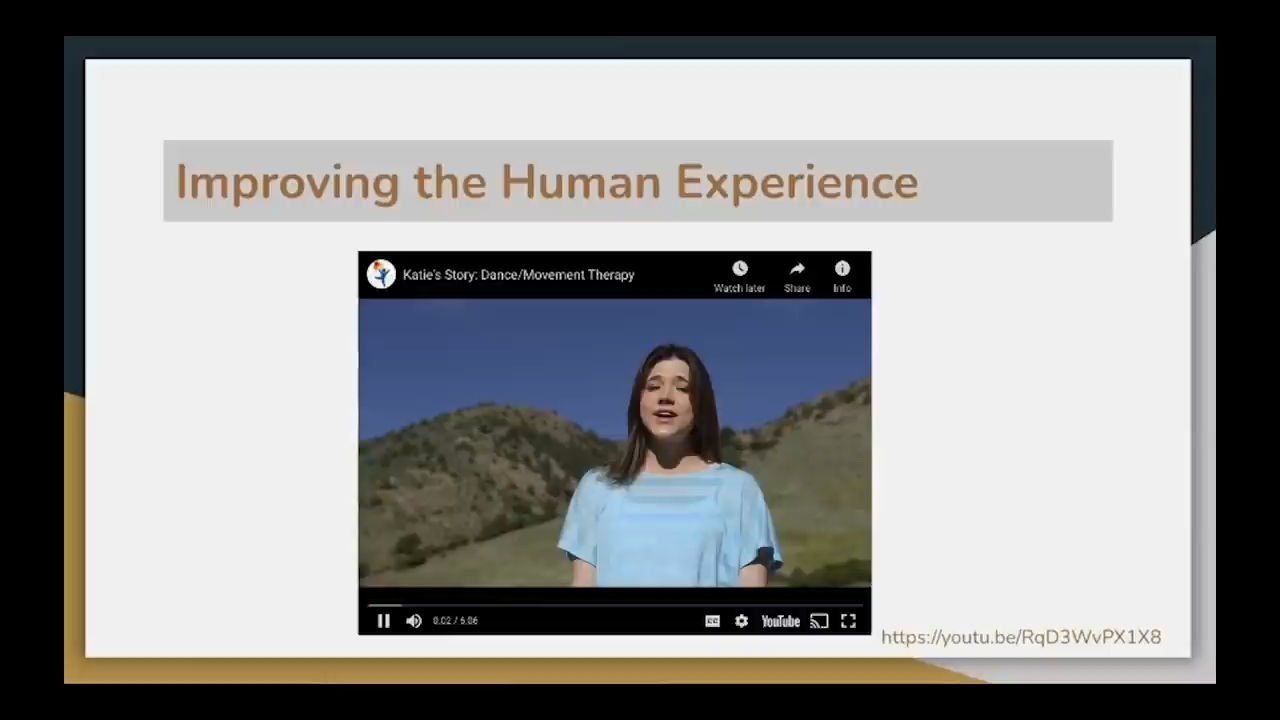 Improving the Human Experience
Katie's Story: Dance/Movement Therapy
Watch later
Share
Info
0:02 / 6:06
CC
YouTube
https://youtu.be/RqD3WvPX1X8